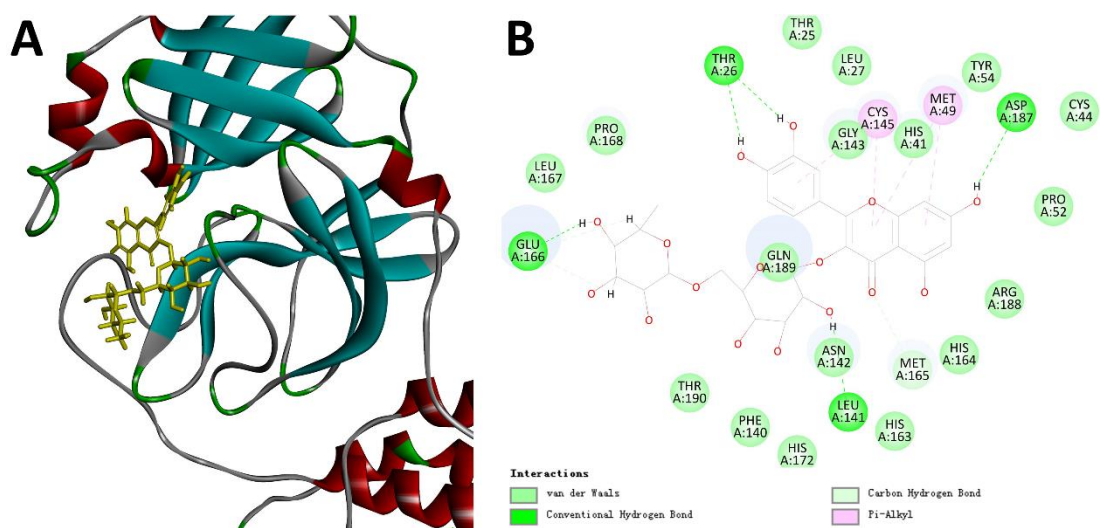 A
B
THR
A:25
THR
A:26
LEU
A:27
TYR
A:54
MET
A:49
ASP
A:187
CYS
A:44
CYS
A:145
GLY
A:143
HIS
A:41
PRO
A:168
LEU
A:167
PRO
A:52
GLU
A:166
GLN
A:189
ARG
A:188
ASN
A:142
MET
A:165
HIS
A:164
THR
A:190
LEU
A:141
PHE
A:140
HIS
A:163
HIS
A:172
H
O
H
O
O
H
O
H
O
H
O
O
O
O
O
O
O
O
O
H
O
O
O
H
Interactions
van der Waals
Conventional Hydrogen Bond
Carbon Hydrogen Bond
Pi-Alkyl